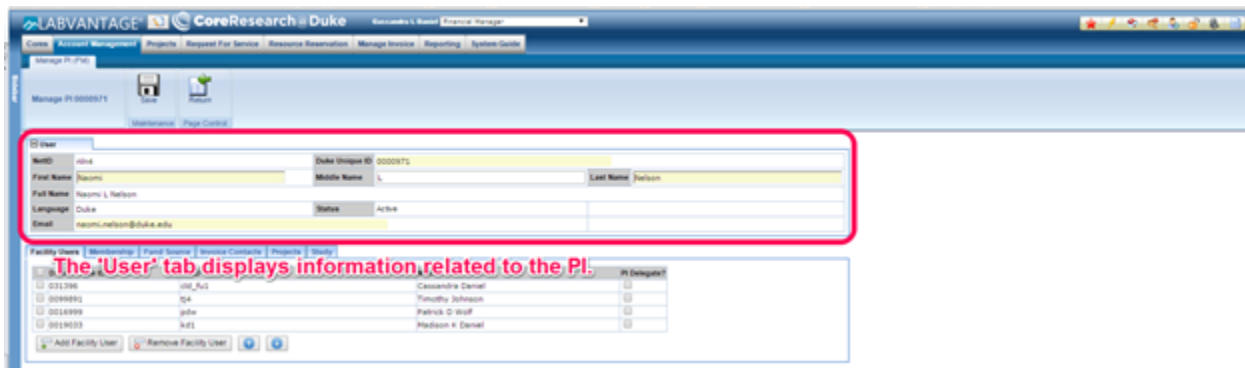 LABVANTAGE CoreResearch@Duke Cassandra L Daniel Financial Manager
Cores Account Management Projects Request For Service Resource Reservation Manage Invoice Reporting System Guide
Manage PI (FM)
Manage PI 0000971 Save Return
Maintenance Page Control
User
NetID Duke Unique ID 0000971
First Name Naomi Middle Name L Last Name Nelson
Full Name Naomi L Nelson
Language Duke Status Active
Email naomi.nelson@duke.edu
Facility Users Membership Fund Source Invoice Contacts Projects Study
The 'User' tab displays information related to the PI.
PI Delegate?
031396 cld_fu1 Cassandra Daniel
0099891 tj4 Timothy Johnson
0016999 pdw Patrick D Wolf
0019033 kd1 Madison K Daniel
Add Facility User Remove Facility User